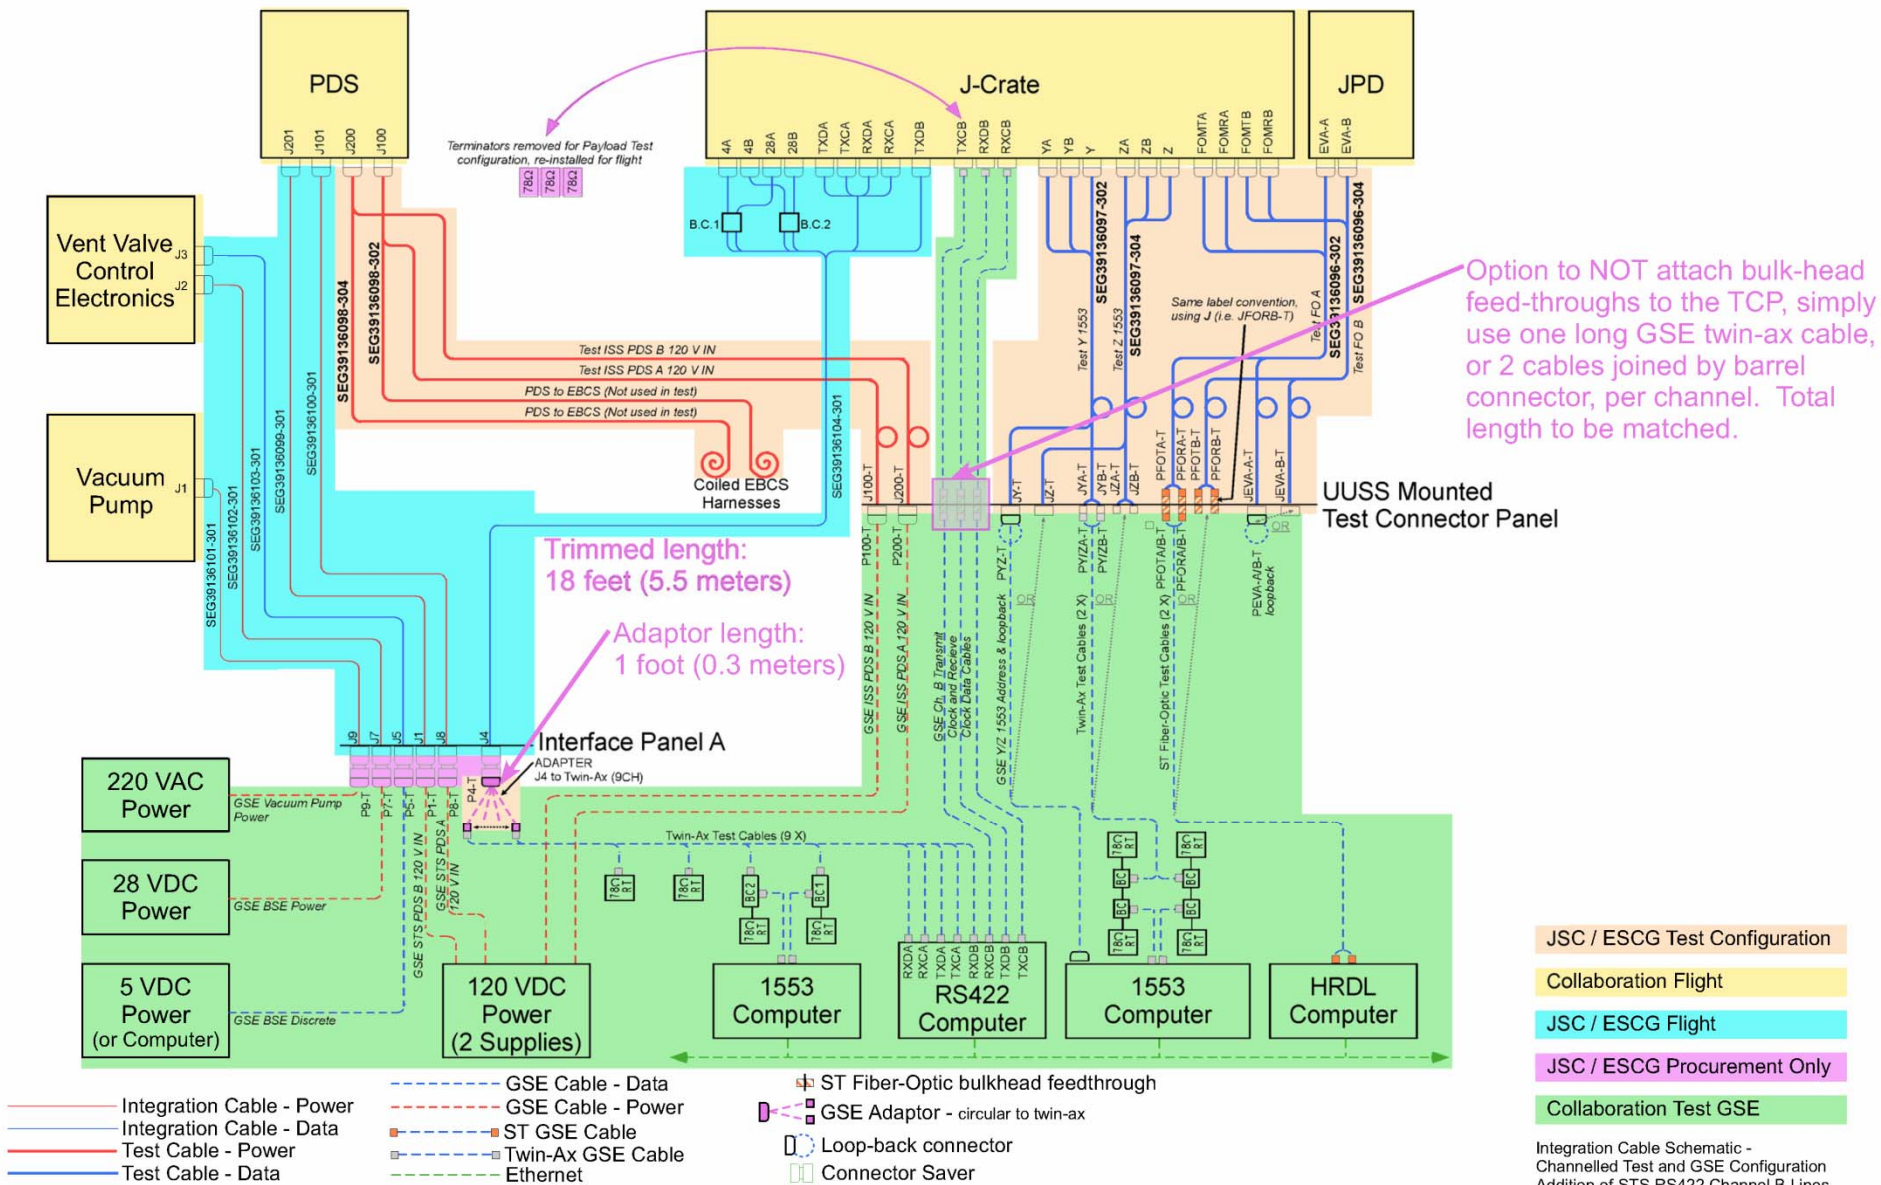 PDS
J201
J101
J200
J100
J-Crate
4A
4B
28A
28B
TXDA
TXCA
RXDA
RXCA
TXDB
TXCB
RXDB
RXCB
YA
YB
Y
ZA
ZB
Z
FOMTA
FOMRA
FOMTB
FOMRB
JPD
EVA-A
EVA-B
Terminators removed for Payload Test
configuration, re-installed for flight
78Ω
78Ω
78Ω
B.C.1
B.C.2
Vent Valve
Control
Electronics
J3
J2
Vacuum
Pump
J1
SEG39136101-301
SEG39136102-301
SEG39136103-301
SEG39136099-301
SEG39136100-301
SEG39136098-304
SEG39136098-302
Test ISS PDS B 120 V IN
Test ISS PDS A 120 V IN
PDS to EBCS (Not used in test)
PDS to EBCS (Not used in test)
Coiled EBCS
Harnesses
SEG39136104-301
Test Y 1553
SEG39136097-302
Test Z 1553
SEG39136097-304
Same label convention,
using J (i.e. JFORB-T)
Test FO A
SEG39136096-302
Test FO B
SEG39136096-304
Option to NOT attach bulk-head
feed-throughs to the TCP, simply
use one long GSE twin-ax cable,
or 2 cables joined by barrel
connector, per channel. Total
length to be matched.
J100-T
J200-T
JY-T
JZ-T
JYA-T
JYB-T
JZA-T
JZB-T
PFOTA-T
PFORA-T
PFOTB-T
PFORB-T
JEVA-A-T
JEVA-B-T
UUSS Mounted
Test Connector Panel
P100-T
P200-T
PYZ-T
PY/ZA-T
PY/ZB-T
PFOTA/B-T
PFORA/B-T
PEVA-A/B-T
loopback
OR
OR
OR
OR
Trimmed length:
18 feet (5.5 meters)
Adaptor length:
1 foot (0.3 meters)
GSE ISS PDS B 120 V IN
GSE ISS PDS A 120 V IN
GSE Ch. B Transmit
Clock and Recieve
Clock Data Cables
GSE Y/Z 1553 Address & loopback
Twin-Ax Test Cables (2 X)
ST Fiber-Optic Test Cables (2 X)
J9
J7
J5
J1
J8
J4
Interface Panel A
ADAPTER
J4 to Twin-Ax (9CH)
P9-T
P7-T
P5-T
P1-T
P8-T
P4-T
220 VAC
Power
GSE Vacuum Pump
Power
28 VDC
Power
GSE BSE Power
5 VDC
Power
(or Computer)
GSE BSE Discrete
GSE STS PDS B 120 V IN
GSE STS PDS A
120 V IN
120 VDC
Power
(2 Supplies)
Twin-Ax Test Cables (9 X)
78Ω
RT
78Ω
RT
BC2
BC1
78Ω
RT
78Ω
RT
1553
Computer
RXDA
RXCA
TXDA
TXCA
RXDB
RXCB
TXDB
TXCB
RS422
Computer
78Ω
RT
78Ω
RT
BC
BC
BC
BC
78Ω
RT
78Ω
RT
1553
Computer
HRDL
Computer
JSC / ESCG Test Configuration
Collaboration Flight
JSC / ESCG Flight
JSC / ESCG Procurement Only
Collaboration Test GSE
Integration Cable - Power
Integration Cable - Data
Test Cable - Power
Test Cable - Data
GSE Cable - Data
GSE Cable - Power
ST GSE Cable
Twin-Ax GSE Cable
Ethernet
ST Fiber-Optic bulkhead feedthrough
GSE Adaptor - circular to twin-ax
Loop-back connector
Connector Saver
Integration Cable Schematic -
Channelled Test and GSE Configuration
Addition of STS RS422 Channel B Lines